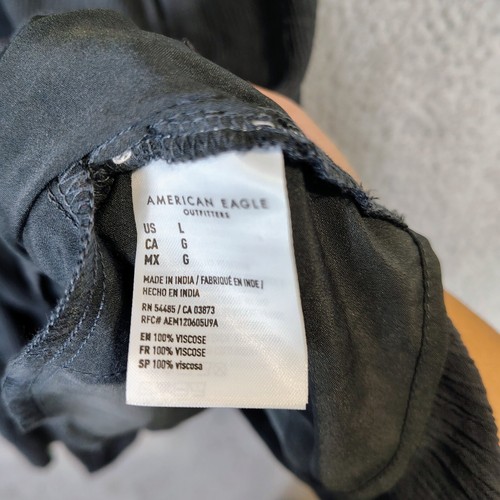 AMERICAN EAGLE
OUTFITTERS
US L
CA G
MX G
MADE IN INDIA / FABRIQUÉ EN INDE /
HECHO EN INDIA
RN 54485 / CA 03873
RFC# AEM120605U9A
EN 100% VISCOSE
FR 100% VISCOSE
SP 100% viscosa